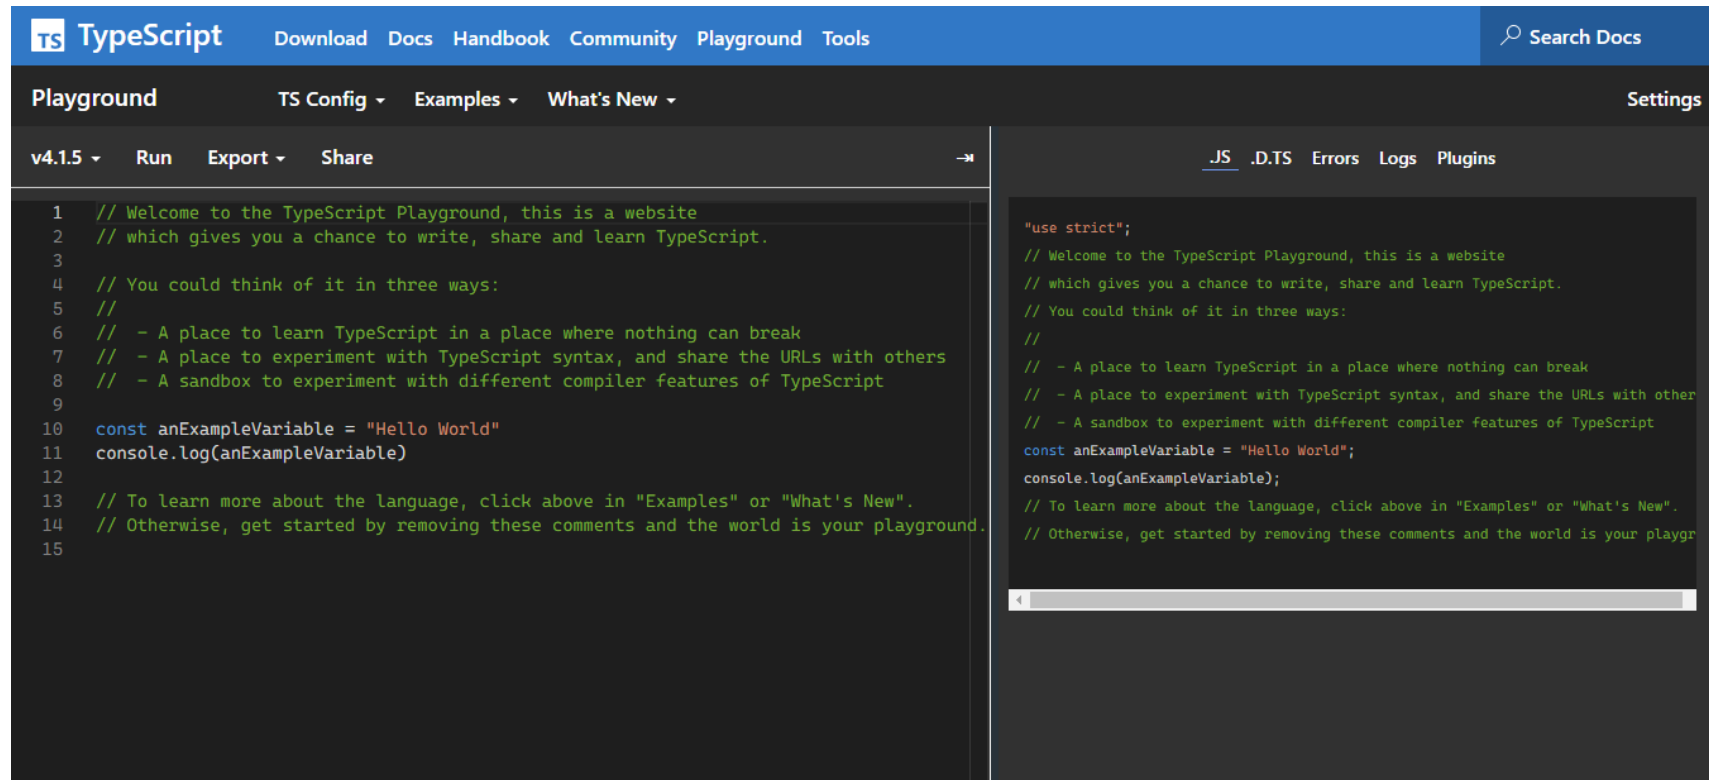 TS TypeScript Download Docs Handbook Community Playground Tools Search Docs
Playground TS Config Examples What's New Settings
v4.1.5 Run Export Share
.JS .D.TS Errors Logs Plugins
1 // Welcome to the TypeScript Playground, this is a website
2 // which gives you a chance to write, share and learn TypeScript.
3
4 // You could think of it in three ways:
5 //
6 //  - A place to learn TypeScript in a place where nothing can break
7 //  - A place to experiment with TypeScript syntax, and share the URLs with others
8 //  - A sandbox to experiment with different compiler features of TypeScript
9
10 const anExampleVariable = "Hello World"
11 console.log(anExampleVariable)
12
13 // To learn more about the language, click above in "Examples" or "What's New".
14 // Otherwise, get started by removing these comments and the world is your playground.
15
"use strict";
// Welcome to the TypeScript Playground, this is a website
// which gives you a chance to write, share and learn TypeScript.
// You could think of it in three ways:
//
//  - A place to learn TypeScript in a place where nothing can break
//  - A place to experiment with TypeScript syntax, and share the URLs with other
//  - A sandbox to experiment with different compiler features of TypeScript
const anExampleVariable = "Hello World";
console.log(anExampleVariable);
// To learn more about the language, click above in "Examples" or "What's New".
// Otherwise, get started by removing these comments and the world is your playgr